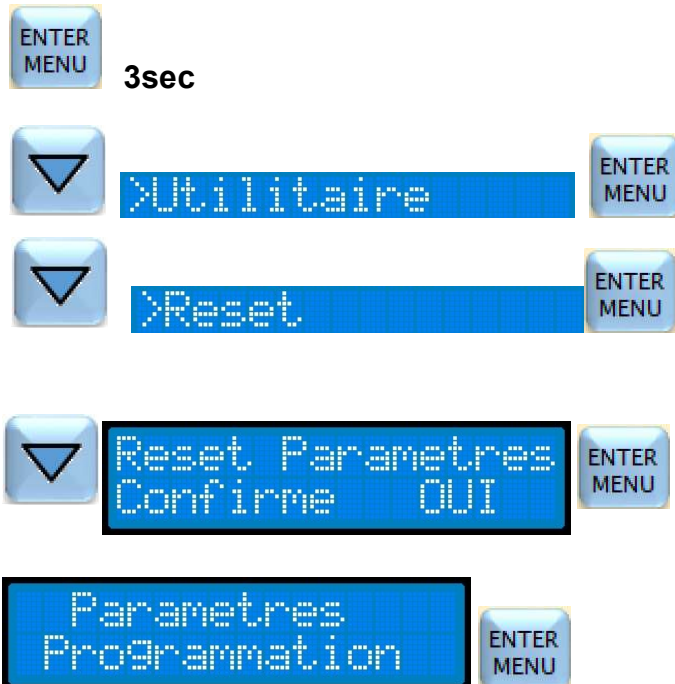 ENTER
MENU
3sec
>Utilitaire
ENTER
MENU
>Reset
ENTER
MENU
Reset Parametres
Confirme OUI
ENTER
MENU
Parametres
Programmation
ENTER
MENU